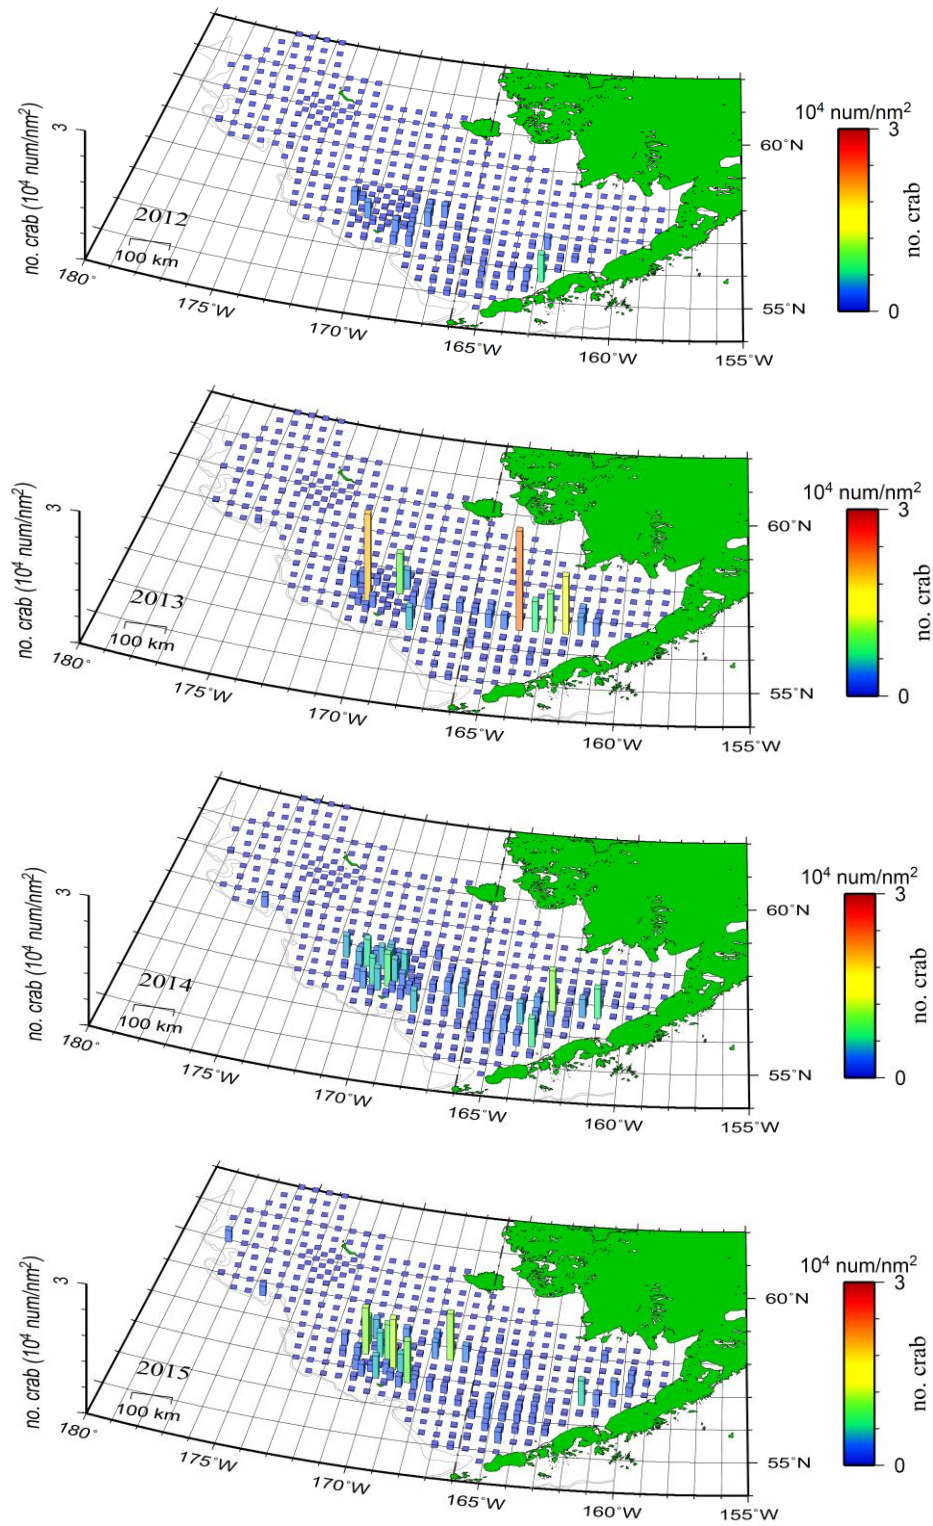 10⁴ num/nm²
3
3
60˚N
no. crab (10⁴ num/nm²)
no. crab
2012
100 km
180˚
175˚W
170˚W
165˚W
160˚W
155˚W
55˚N
0
10⁴ num/nm²
3
3
60˚N
no. crab (10⁴ num/nm²)
no. crab
2013
100 km
180˚
175˚W
170˚W
165˚W
160˚W
155˚W
55˚N
0
10⁴ num/nm²
3
3
60˚N
no. crab (10⁴ num/nm²)
no. crab
2014
100 km
180˚
175˚W
170˚W
165˚W
160˚W
155˚W
55˚N
0
10⁴ num/nm²
3
3
60˚N
no. crab (10⁴ num/nm²)
no. crab
2015
100 km
180˚
175˚W
170˚W
165˚W
160˚W
155˚W
55˚N
0